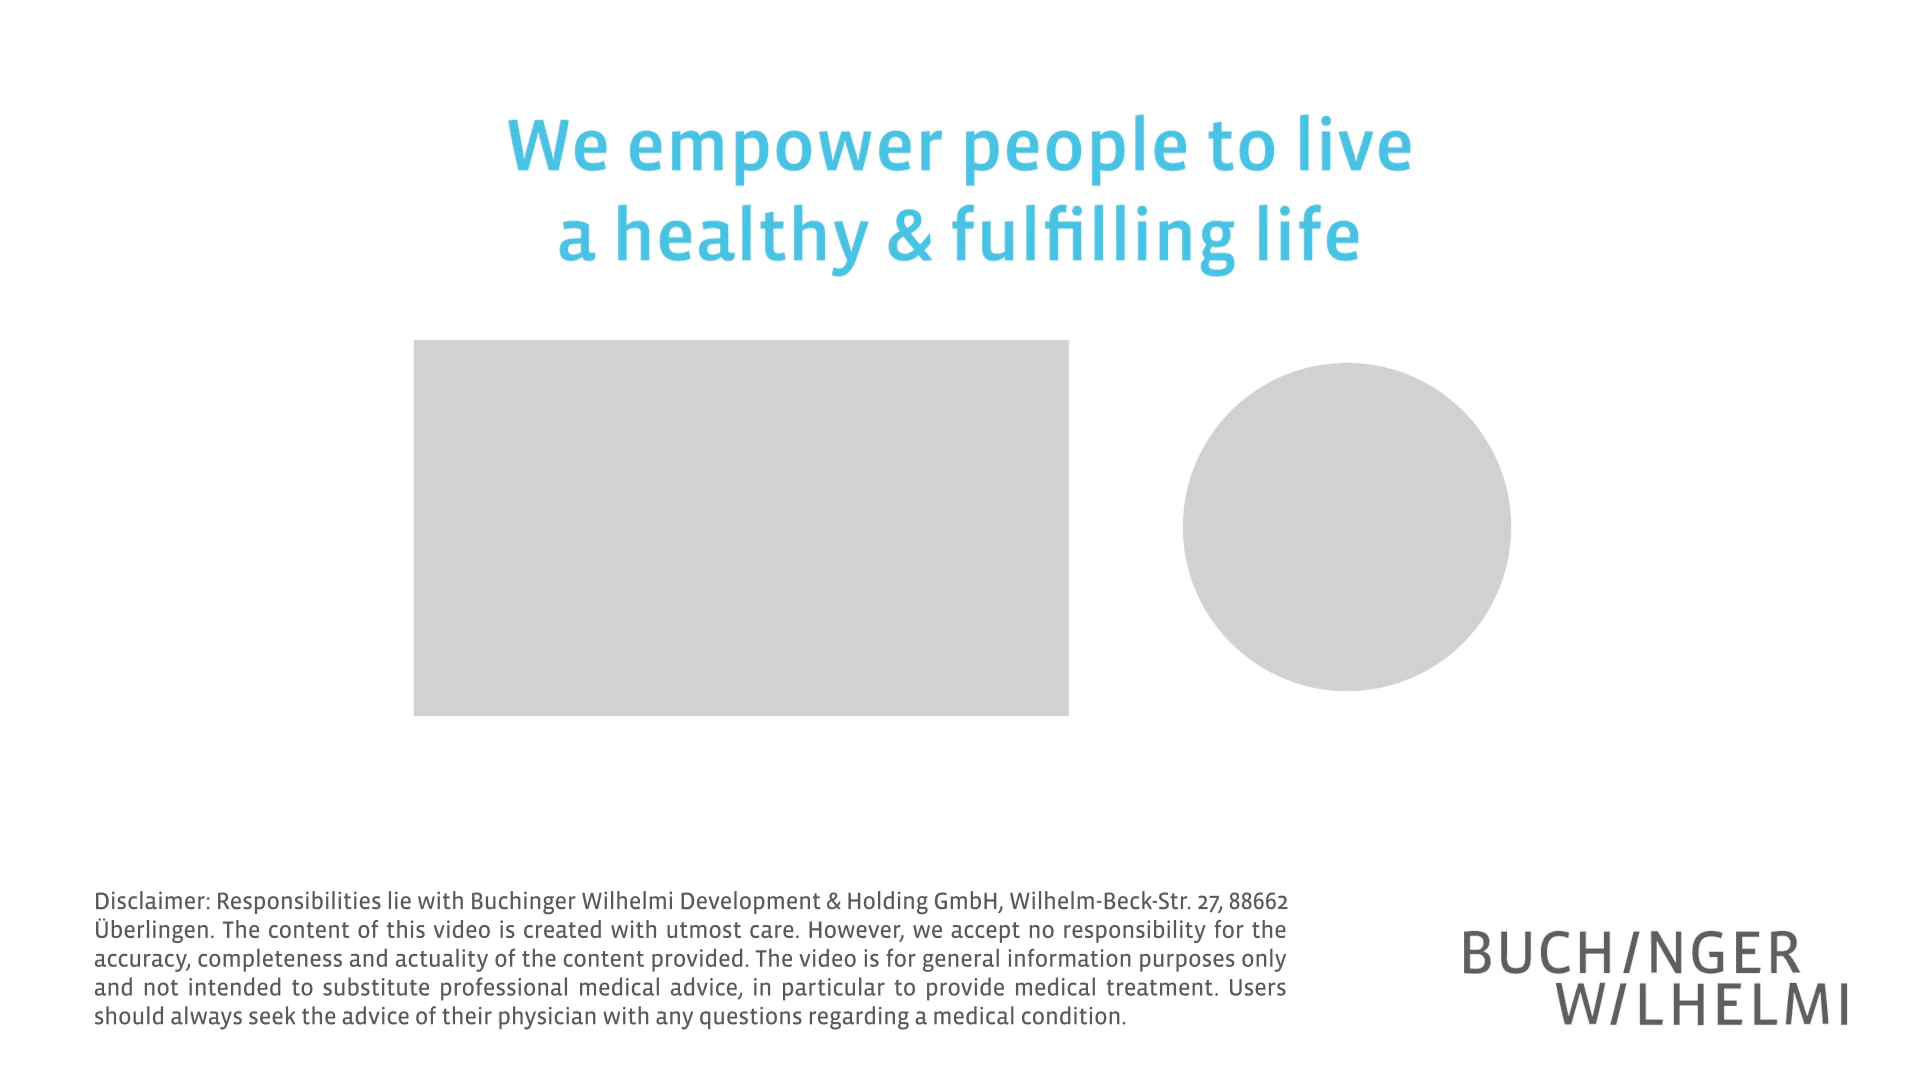 We empower people to live
a healthy & fulfilling life
Disclaimer: Responsibilities lie with Buchinger Wilhelmi Development & Holding GmbH, Wilhelm-Beck-Str. 27, 88662
Überlingen. The content of this video is created with utmost care. However, we accept no responsibility for the
accuracy, completeness and actuality of the content provided. The video is for general information purposes only
and not intended to substitute professional medical advice, in particular to provide medical treatment. Users
should always seek the advice of their physician with any questions regarding a medical condition.
BUCHINGER
WILHELMI